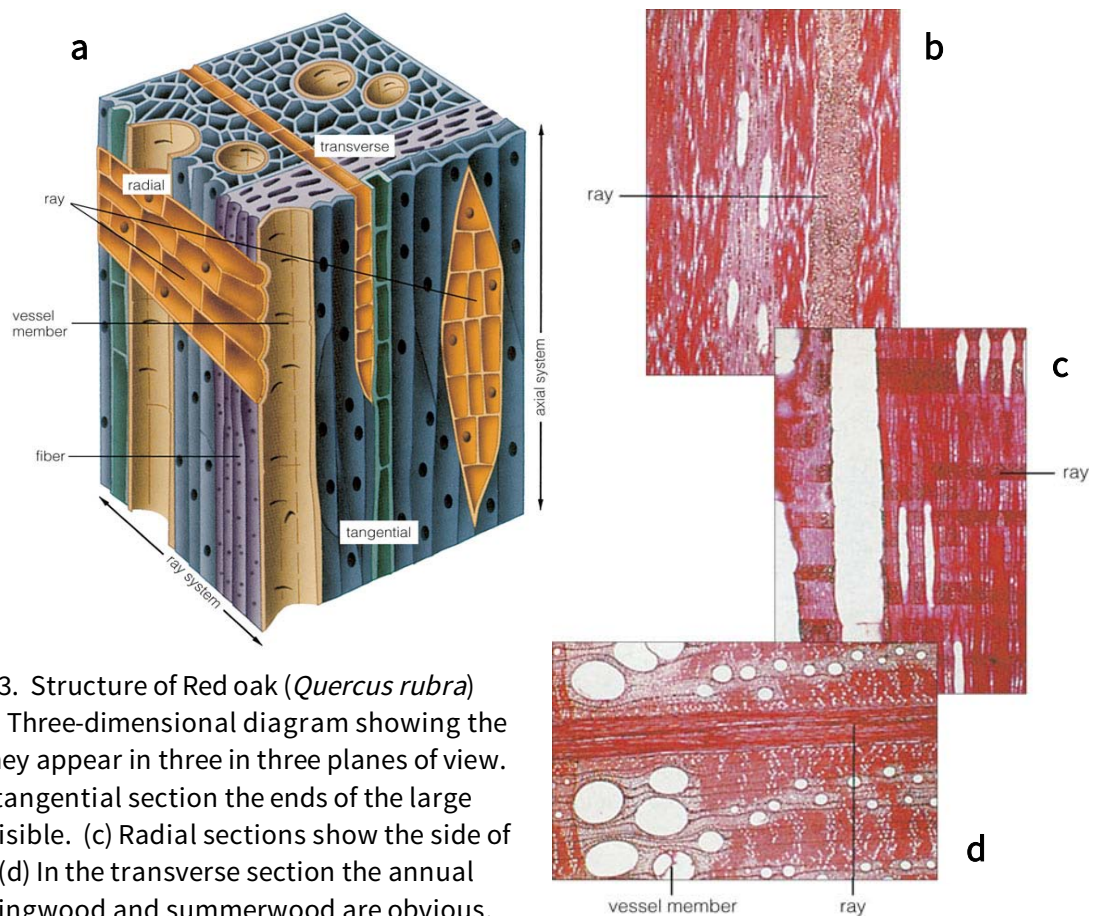 a
b
transverse
radial
ray
ray
vessel
member
axial system
c
ray
fiber
tangential
ray system
3. Structure of Red oak (Quercus rubra)
Three-dimensional diagram showing the
ey appear in three in three planes of view.
tangential section the ends of the large
isible. (c) Radial sections show the side of
(d) In the transverse section the annual
ingwood and summerwood are obvious.
d
vessel member
ray